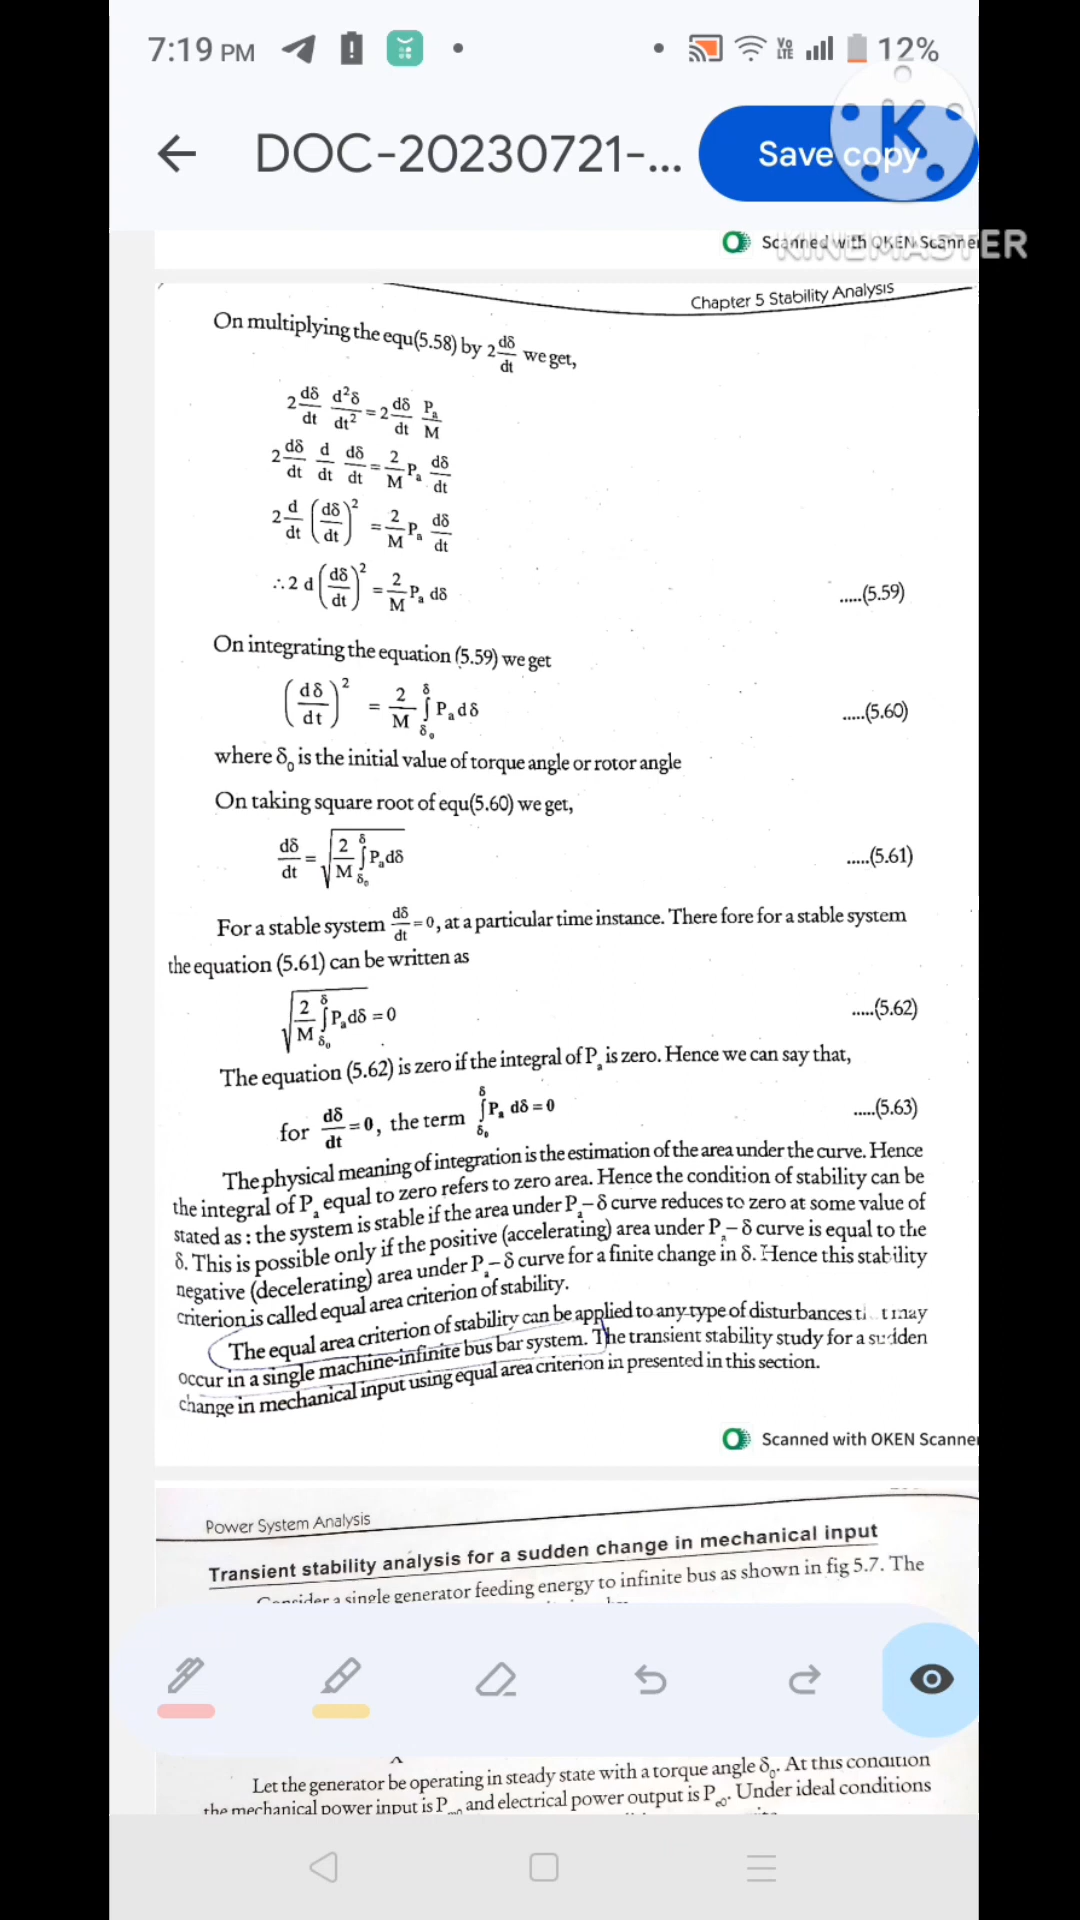 7:19 PM
Vo LTE
12%
DOC-20230721-...
Save copy
K
KINEMASTER
Scanned with OKEN Scanner
Chapter 5 Stability Analysis
On multiplying the equ(5.58) by 2 dδ/dt we get,
2 dδ/dt d²δ/dt² = 2 dδ/dt Pₐ/M
2 dδ/dt d/dt dδ/dt = 2/M Pₐ dδ/dt
2 d/dt (dδ/dt)² = 2/M Pₐ dδ/dt
∴ 2 d (dδ/dt)² = 2/M Pₐ dδ .....(5.59)
On integrating the equation (5.59) we get
(dδ/dt)² = 2/M ∫δ₀^δ Pₐ dδ .....(5.60)
where δ₀ is the initial value of torque angle or rotor angle
On taking square root of equ(5.60) we get,
dδ/dt = √(2/M ∫δ₀^δ Pₐdδ) .....(5.61)
For a stable system dδ/dt = 0, at a particular time instance. There fore for a stable system
the equation (5.61) can be written as
√(2/M ∫δ₀^δ Pₐdδ) = 0 .....(5.62)
The equation (5.62) is zero if the integral of Pₐ is zero. Hence we can say that,
for dδ/dt = 0, the term ∫δ₀^δ Pₐ dδ = 0 .....(5.63)
The physical meaning of integration is the estimation of the area under the curve. Hence
the integral of Pₐ equal to zero refers to zero area. Hence the condition of stability can be
stated as : the system is stable if the area under Pₐ – δ curve reduces to zero at some value of
δ. This is possible only if the positive (accelerating) area under Pₐ – δ curve is equal to the
negative (decelerating) area under Pₐ – δ curve for a finite change in δ. Hence this stability
criterion is called equal area criterion of stability.
The equal area criterion of stability can be applied to any type of disturbances may
occur in a single machine-infinite bus bar system. The transient stability study for a sudden
change in mechanical input using equal area criterion in presented in this section.
Scanned with OKEN Scanner
Power System Analysis
Transient stability analysis for a sudden change in mechanical input
Consider a single generator feeding energy to infinite bus as shown in fig 5.7. The
Let the generator be operating in steady state with a torque angle δ₀. At this condition
the mechanical power input is Pₘ₀ and electrical power output is Pₑ₀. Under ideal conditions